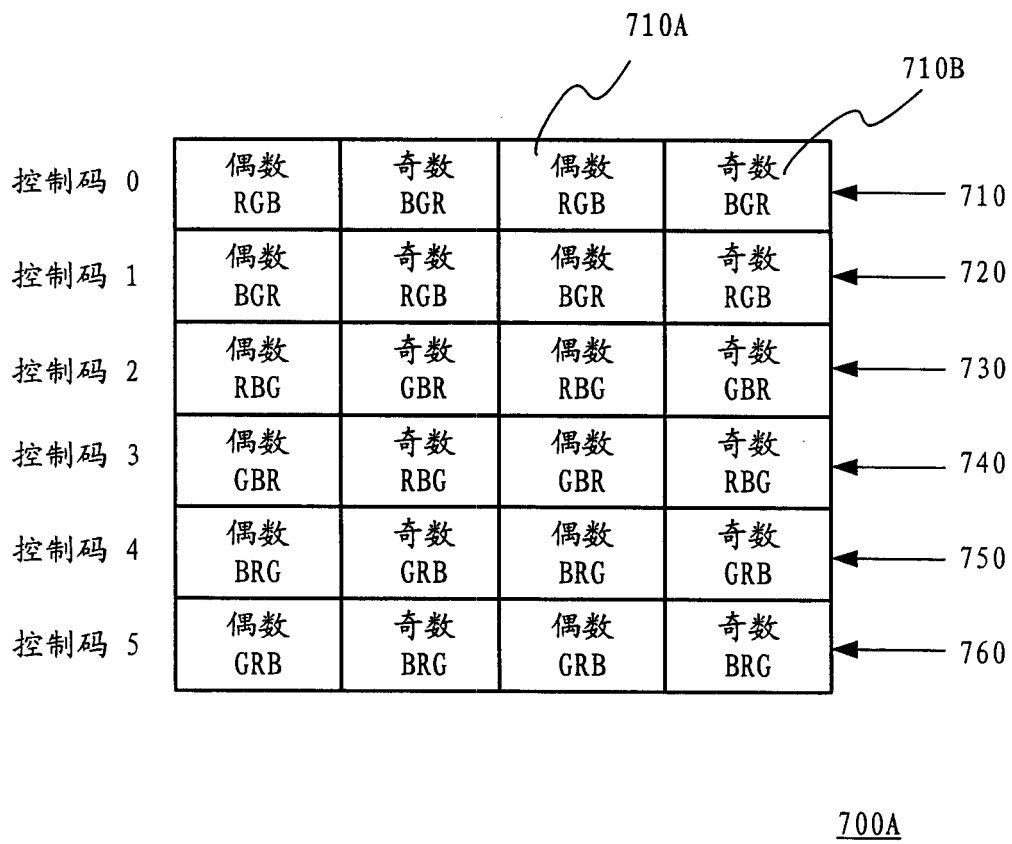 710A
710B
控制码 0
偶数 奇数 偶数 奇数
RGB BGR RGB BGR
710
控制码 1
偶数 奇数 偶数 奇数
BGR RGB BGR RGB
720
控制码 2
偶数 奇数 偶数 奇数
RBG GBR RBG GBR
730
控制码 3
偶数 奇数 偶数 奇数
GBR RBG GBR RBG
740
控制码 4
偶数 奇数 偶数 奇数
BRG GRB BRG GRB
750
控制码 5
偶数 奇数 偶数 奇数
GRB BRG GRB BRG
760
700A